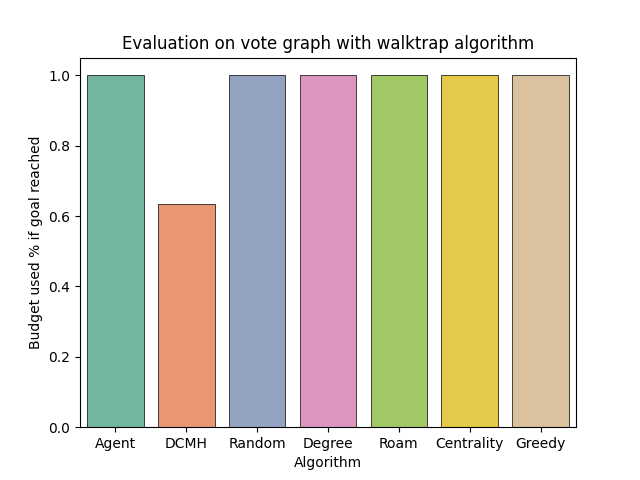 Evaluation on vote graph with walktrap algorithm
Budget used % if goal reached
1.0
0.8
0.6
0.4
0.2
0.0
Agent DCMH Random Degree Roam Centrality Greedy
Algorithm